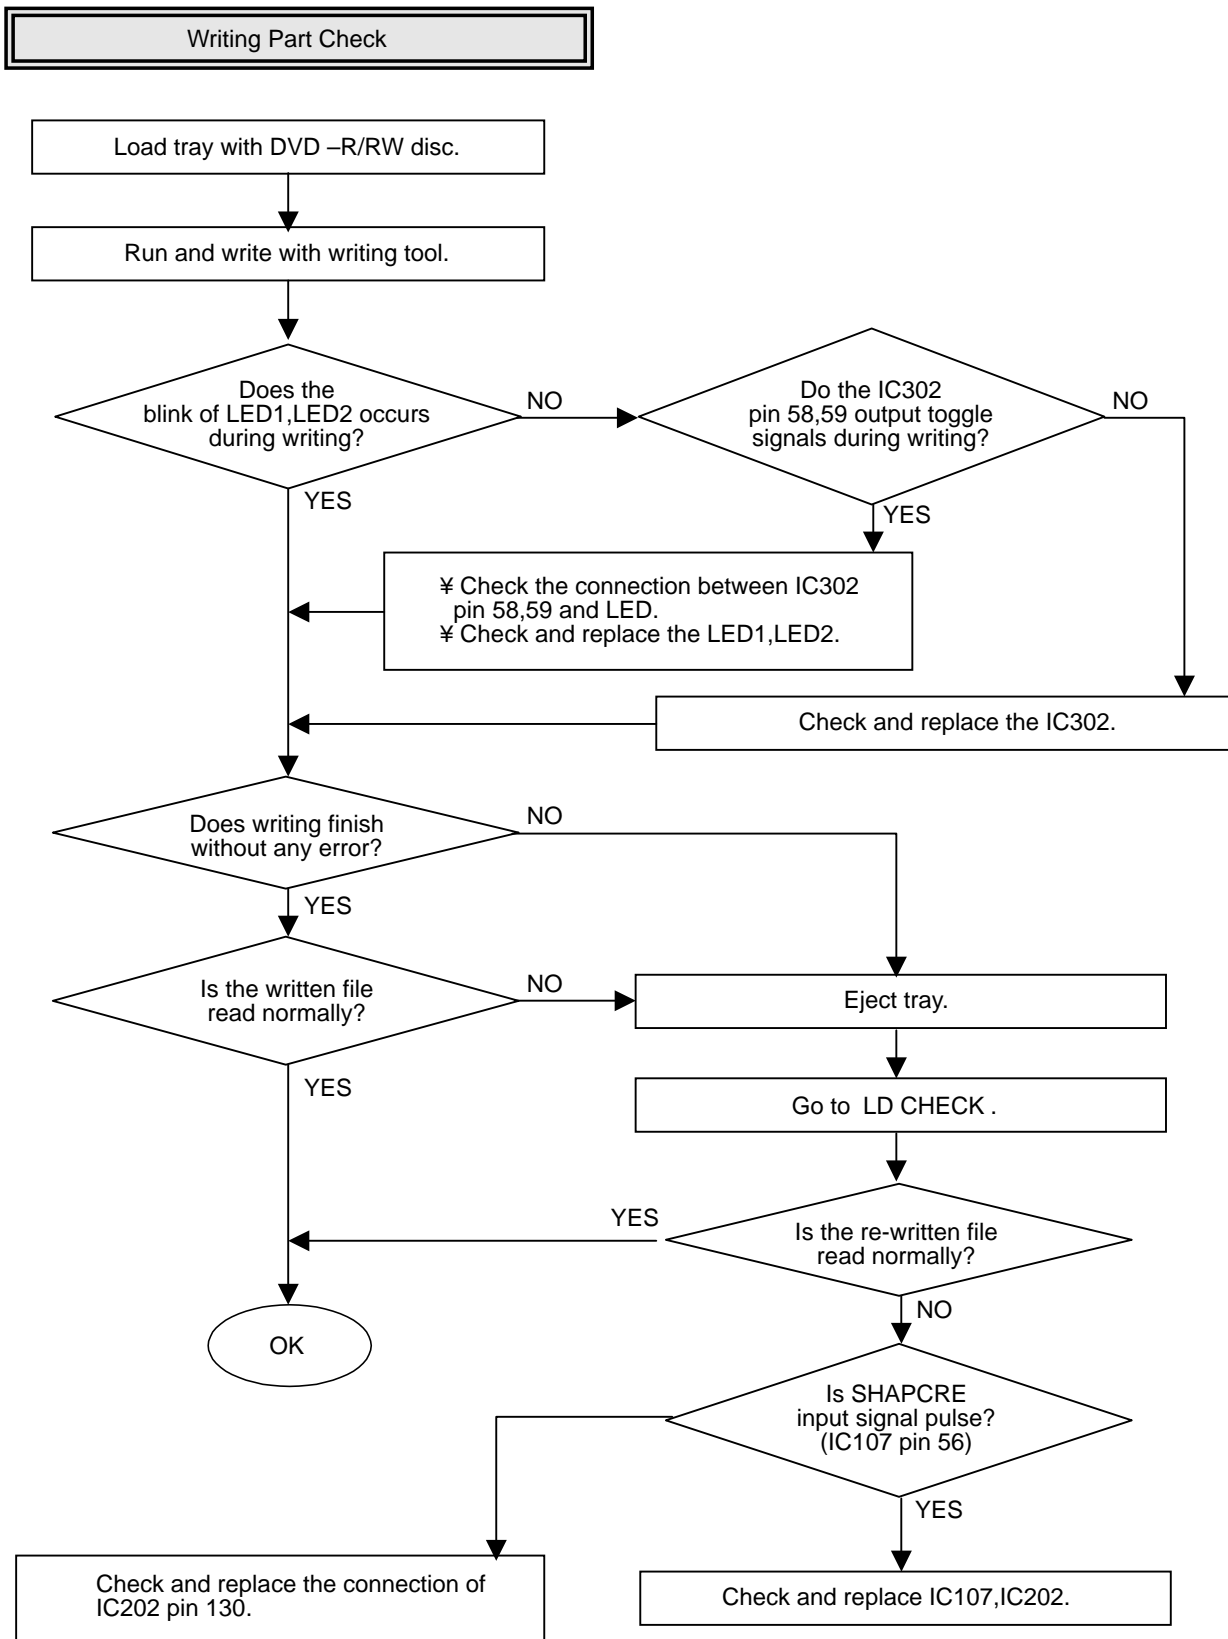 Writing Part Check
Load tray with DVD –R/RW disc.
Run and write with writing tool.
Does the
blink of LED1,LED2 occurs
during writing?
NO
Do the IC302
pin 58,59 output toggle
signals during writing?
NO
YES
YES
¥ Check the connection between IC302
pin 58,59 and LED.
¥ Check and replace the LED1,LED2.
Check and replace the IC302.
Does writing finish
without any error?
NO
YES
Is the written file
read normally?
NO
Eject tray.
YES
Go to LD CHECK .
YES
Is the re-written file
read normally?
NO
OK
Is SHAPCRE
input signal pulse?
(IC107 pin 56)
YES
Check and replace the connection of
IC202 pin 130.
Check and replace IC107,IC202.